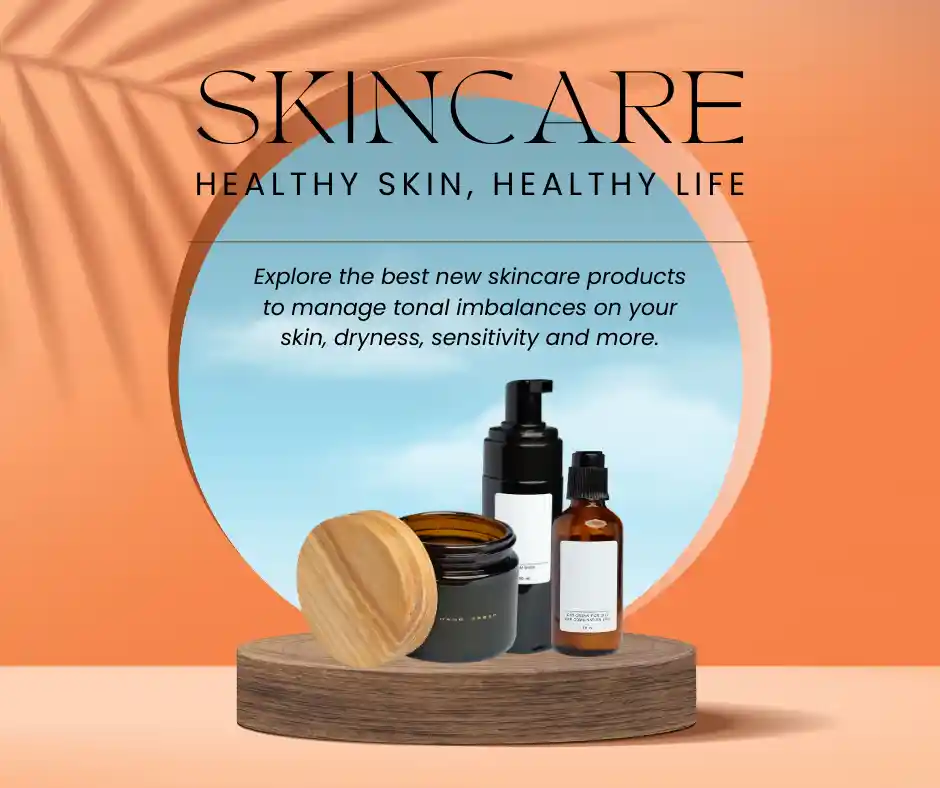 SKINCARE
HEALTHY SKIN, HEALTHY LIFE
Explore the best new skincare products
to manage tonal imbalances on your
skin, dryness, sensitivity and more.